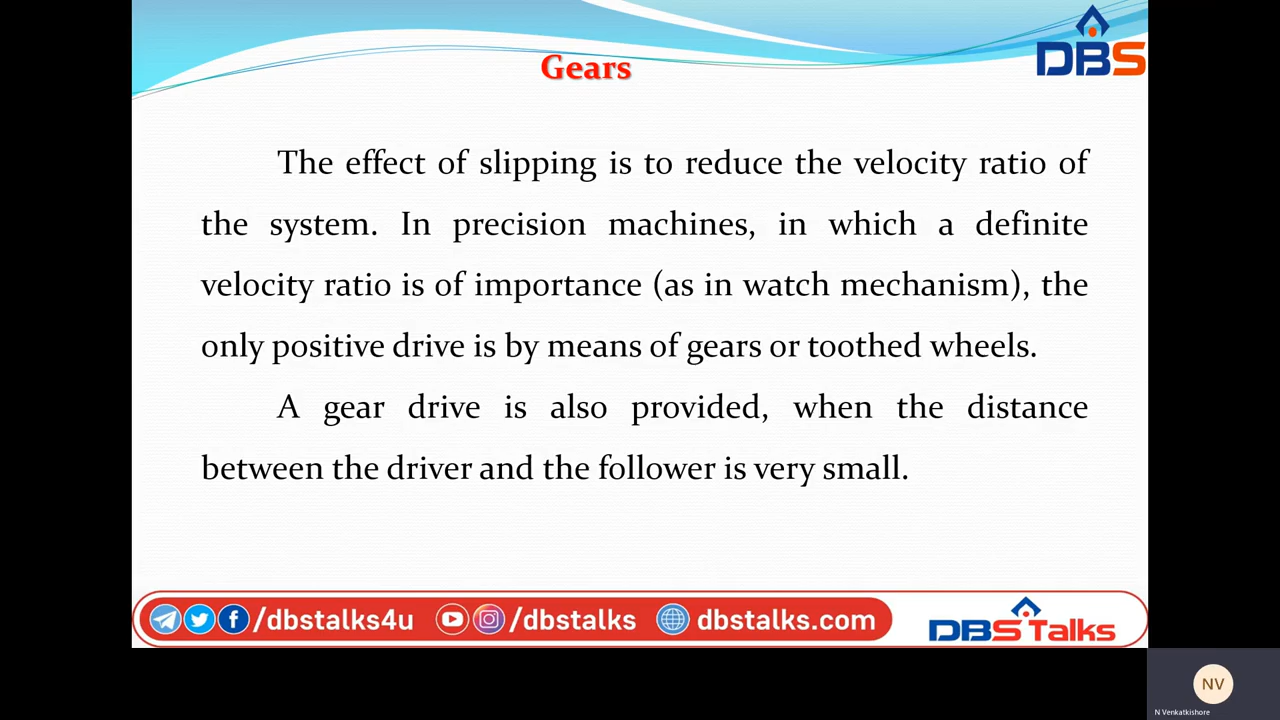 DBS
Gears
The effect of slipping is to reduce the velocity ratio of
the system. In precision machines, in which a definite
velocity ratio is of importance (as in watch mechanism), the
only positive drive is by means of gears or toothed wheels.
A gear drive is also provided, when the distance
between the driver and the follower is very small.
/dbstalks4u /dbstalks dbstalks.com DBS Talks
NV
N Venkatkishore